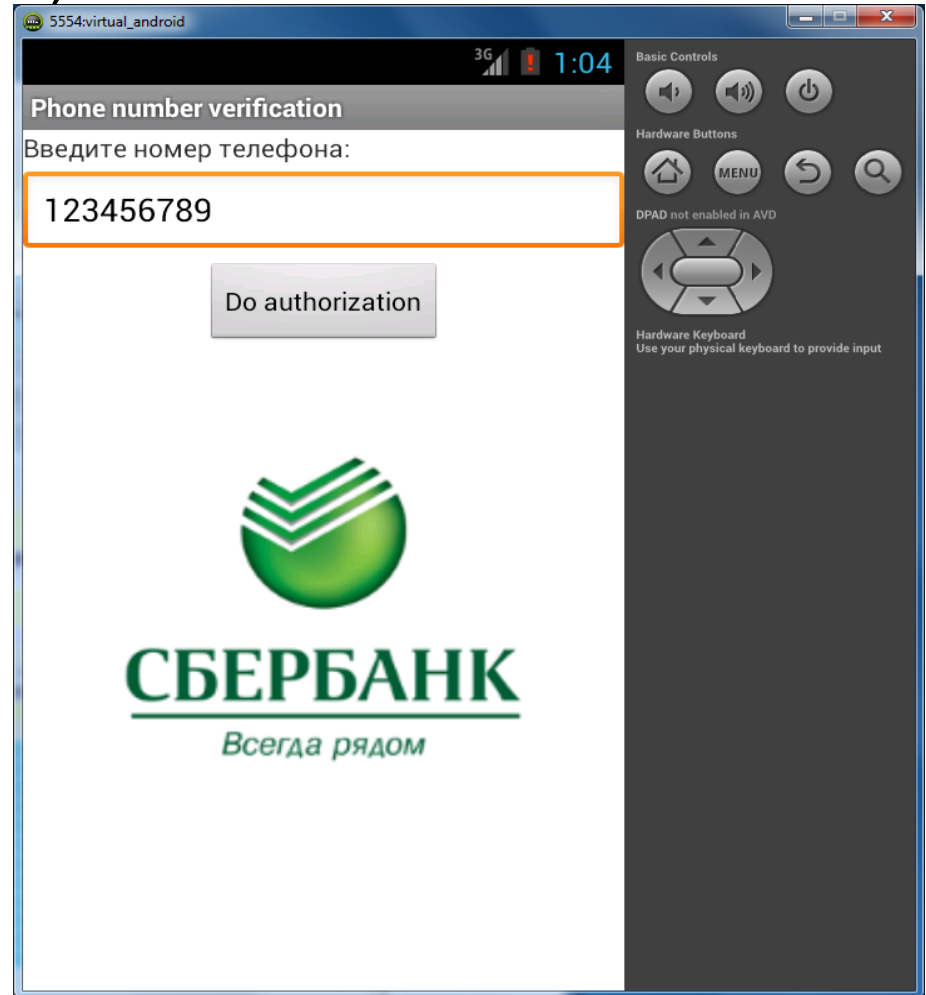 5554:virtual_android
3G 1:04
Phone number verification
Введите номер телефона:
123456789
Do authorization
СБЕРБАНК
Всегда рядом
Basic Controls
Hardware Buttons
MENU
DPAD not enabled in AVD
Hardware Keyboard
Use your physical keyboard to provide input